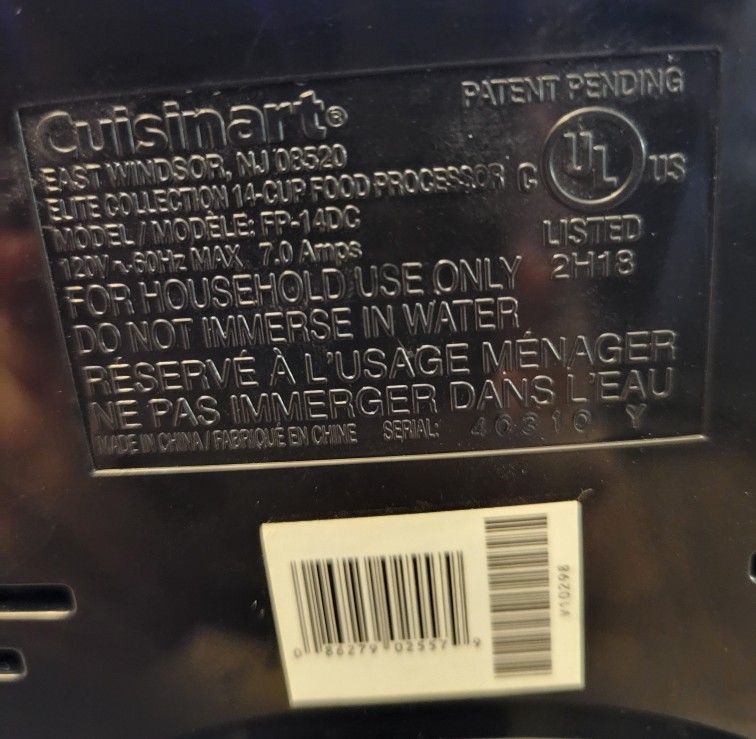 Cuisinart®
PATENT PENDING
EAST WINDSOR, NJ 08520
ELITE COLLECTION 14-CUP FOOD PROCESSOR
C UL US
MODEL / MODÈLE: FP-14DC
LISTED
120V ~ 60Hz MAX. 7.0 Amps
2H18
FOR HOUSEHOLD USE ONLY
DO NOT IMMERSE IN WATER
RÉSERVÉ À L'USAGE MÉNAGER
NE PAS IMMERGER DANS L'EAU
MADE IN CHINA / FABRIQUÉ EN CHINE SERIAL: 40310 Y
0 86279 02557 9
V10298